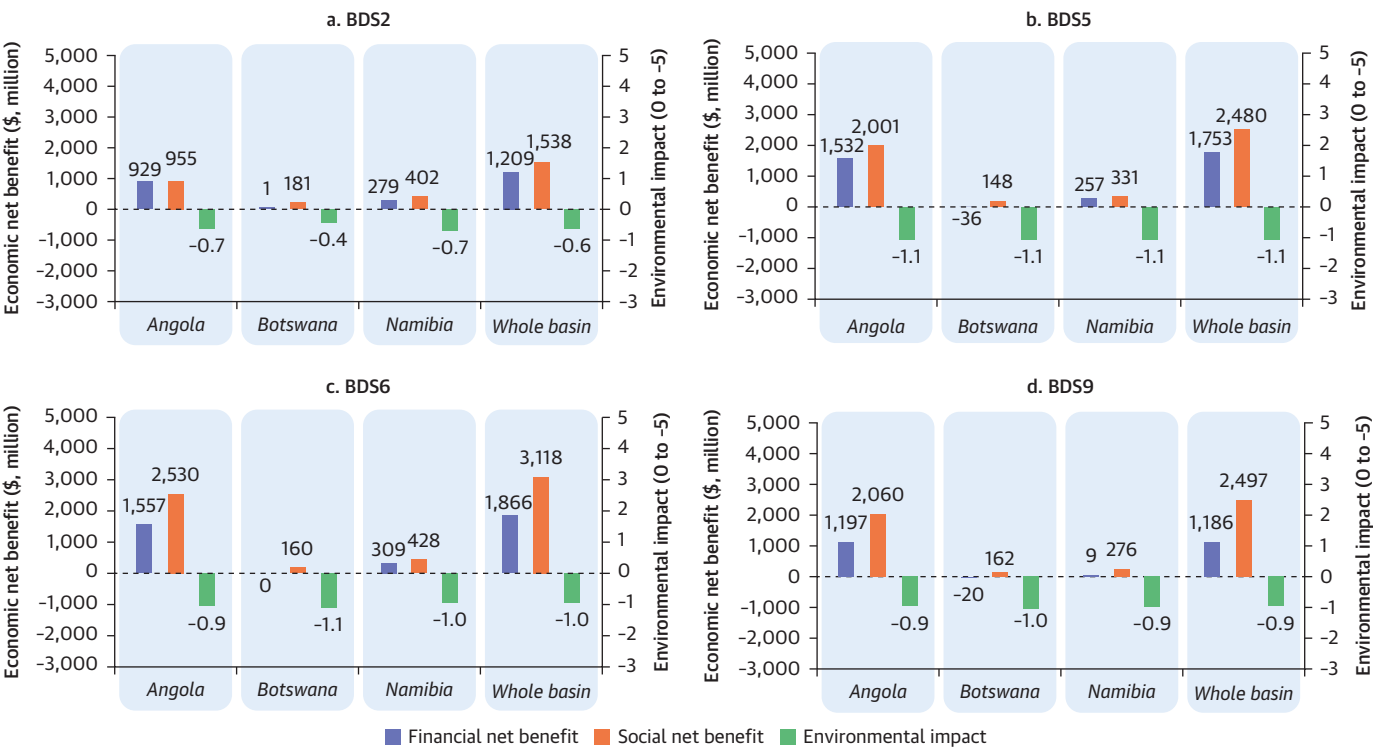 a. BDS2
Economic net benefit ($, million)
5,000
4,000
3,000
2,000
1,000
0
–1,000
–2,000
–3,000
929 955 –0.7
1 181 –0.4
279 402 –0.7
1,209 1,538 –0.6
5
4
3
2
1
0
–1
–2
–3
Environmental impact (0 to –5)
Angola Botswana Namibia Whole basin
b. BDS5
Economic net benefit ($, million)
5,000
4,000
3,000
2,000
1,000
0
–1,000
–2,000
–3,000
1,532 2,001 –1.1
–36 148 –1.1
257 331 –1.1
1,753 2,480 –1.1
5
4
3
2
1
0
–1
–2
–3
Environmental impact (0 to –5)
Angola Botswana Namibia Whole basin
c. BDS6
Economic net benefit ($, million)
5,000
4,000
3,000
2,000
1,000
0
–1,000
–2,000
–3,000
1,557 2,530 –0.9
0 160 –1.1
309 428 –1.0
1,866 3,118 –1.0
5
4
3
2
1
0
–1
–2
–3
Environmental impact (0 to –5)
Angola Botswana Namibia Whole basin
d. BDS9
Economic net benefit ($, million)
5,000
4,000
3,000
2,000
1,000
0
–1,000
–2,000
–3,000
1,197 2,060 –0.9
–20 162 –1.0
9 276 –0.9
1,186 2,497 –0.9
5
4
3
2
1
0
–1
–2
–3
Environmental impact (0 to –5)
Angola Botswana Namibia Whole basin
Financial net benefit Social net benefit Environmental impact